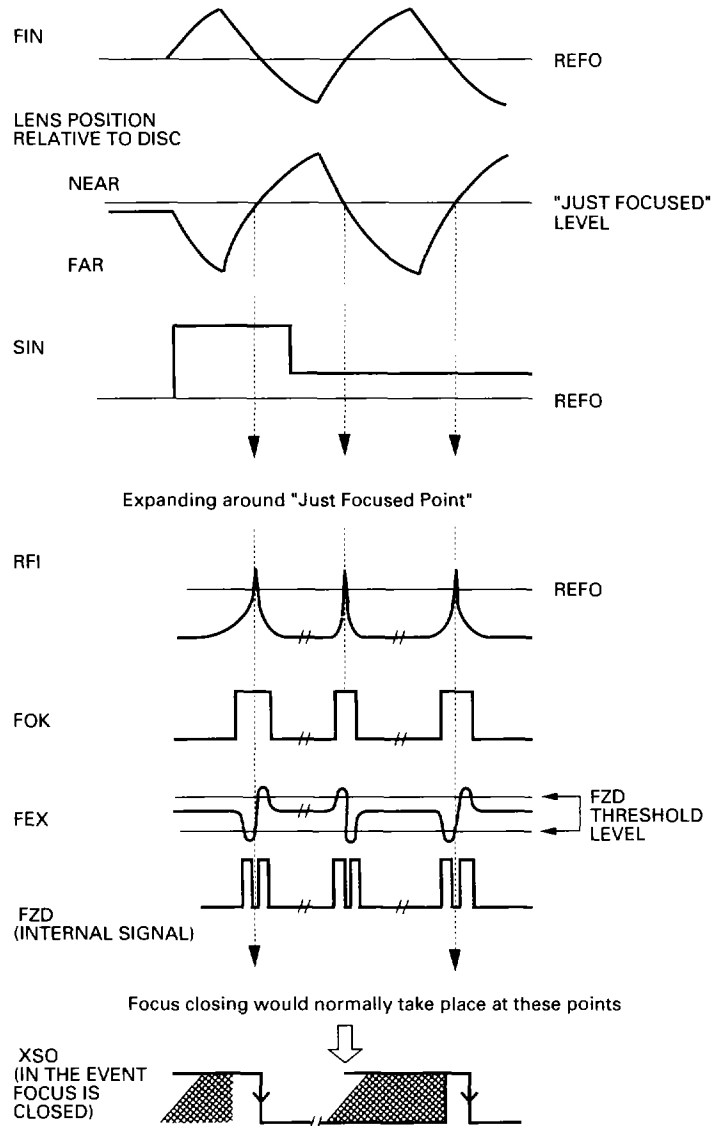 FIN
REFO
LENS POSITION
RELATIVE TO DISC
NEAR
"JUST FOCUSED"
LEVEL
FAR
SIN
REFO
Expanding around "Just Focused Point"
RFI
REFO
FOK
FZD
THRESHOLD
LEVEL
FEX
FZD
(INTERNAL SIGNAL)
Focus closing would normally take place at these points
XSO
(IN THE EVENT
FOCUS IS
CLOSED)